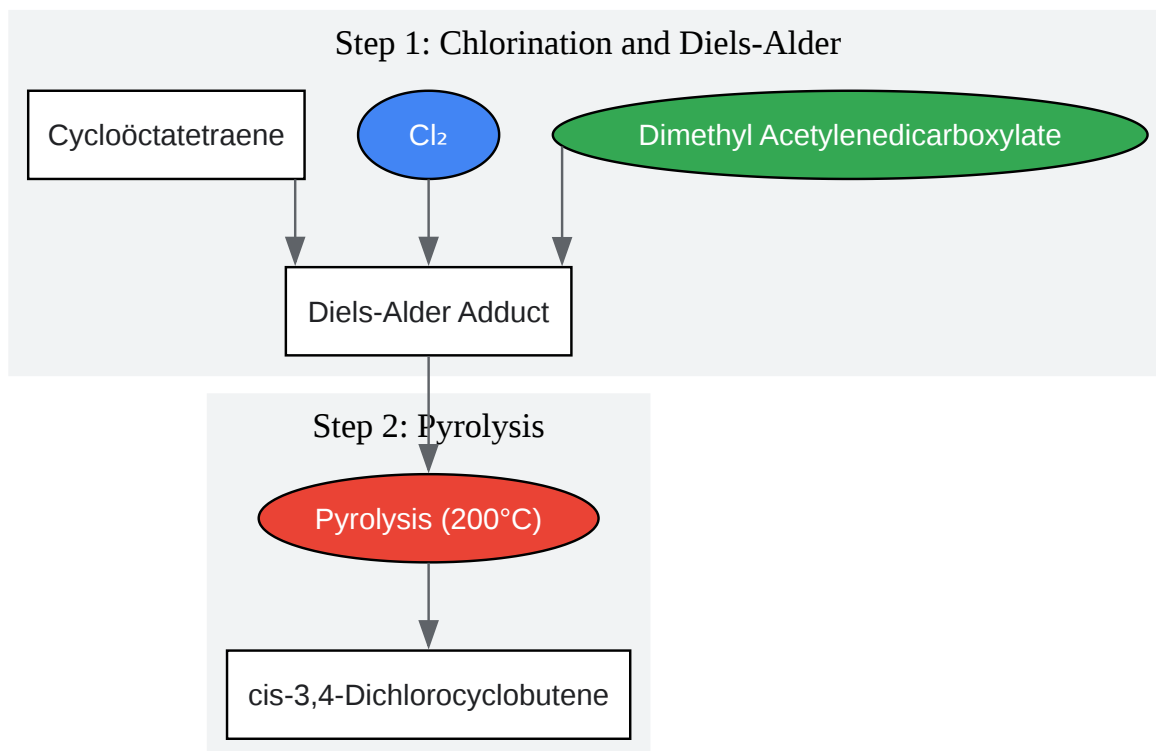 Step 1: Chlorination and Diels-Alder
Cycloöctatetraene
Cl₂
Dimethyl Acetylenedicarboxylate
Diels-Alder Adduct
Step 2: Pyrolysis
Pyrolysis (200°C)
cis-3,4-Dichlorocyclobutene